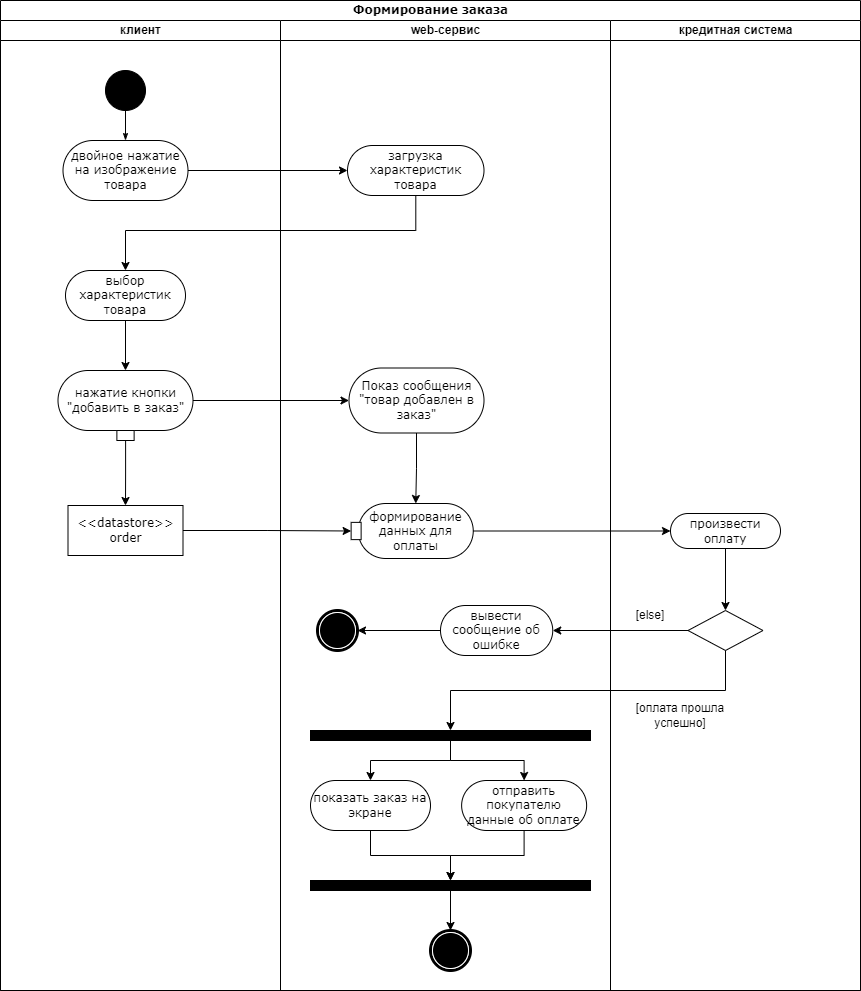 Формирование заказа
клиент
web-сервис
кредитная система
двойное нажатие
на изображение
товара
загрузка
характеристик
товара
выбор
характеристик
товара
нажатие кнопки
"добавить в заказ"
Показ сообщения
"товар добавлен в
заказ"
<<datastore>>
order
формирование
данных для
оплаты
произвести
оплату
вывести
сообщение об
ошибке
[else]
[оплата прошла
успешно]
показать заказ на
экране
отправить
покупателю
данные об оплате